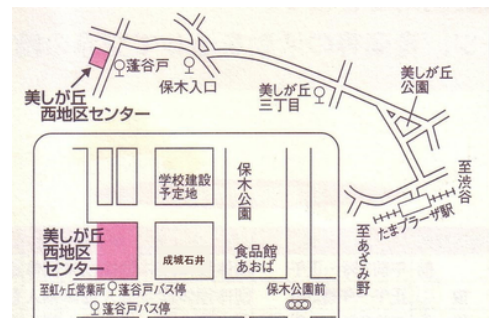 蓬谷戸
保木入口
美しが丘
西地区センター
美しが丘
三丁目
美しが丘
公園
至渋谷
たまプラーザ駅
至あざみ野
学校建設
予定地
保木公園
美しが丘
西地区
センター
成城石井
食品館
あおば
至虹ヶ丘営業所
蓬谷戸バス停
保木公園前
蓬谷戸バス停